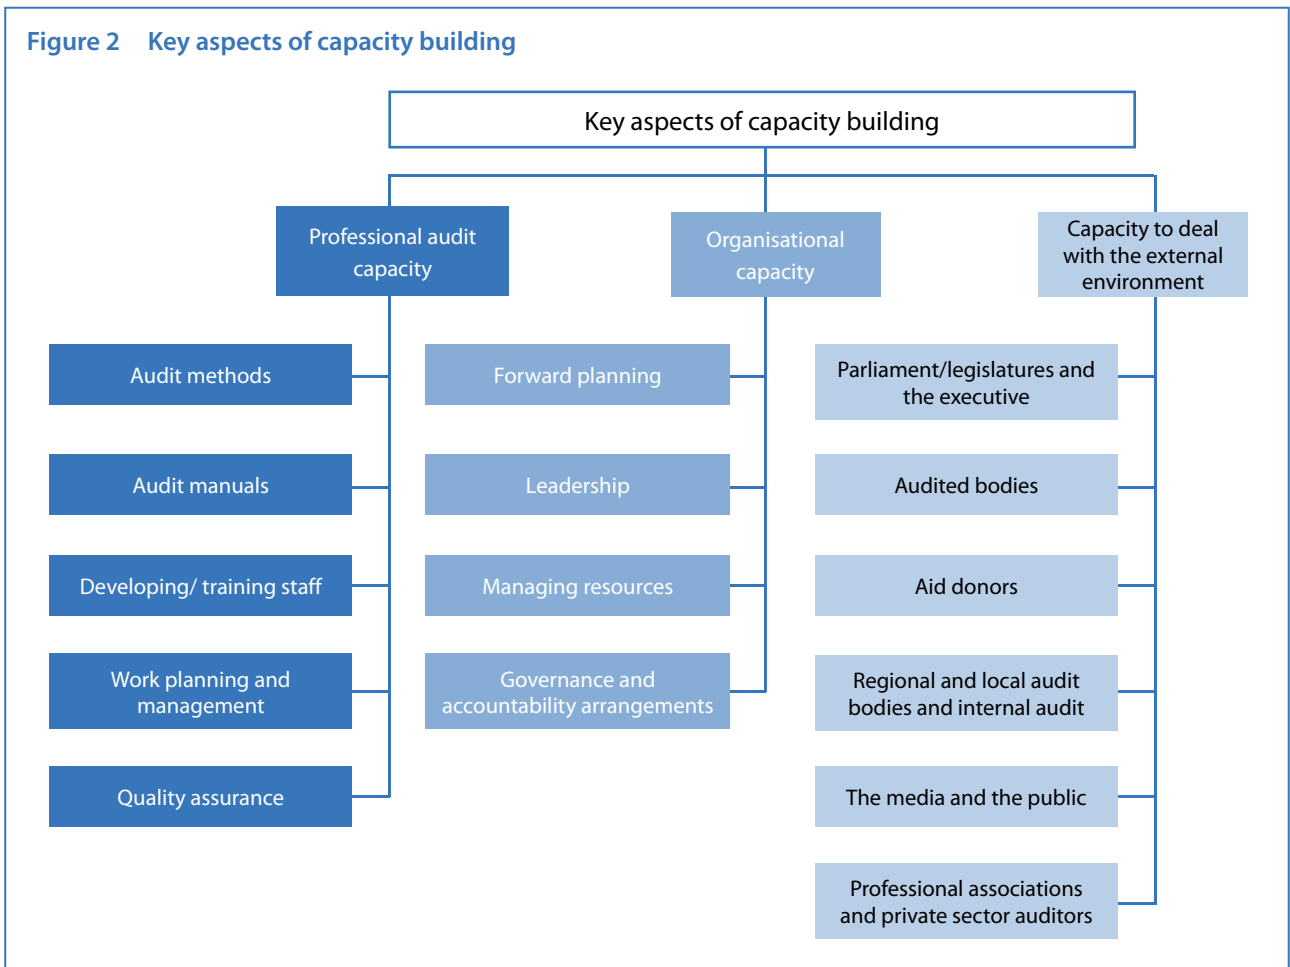 Figure 2 Key aspects of capacity building
Key aspects of capacity building
Professional audit
capacity
Organisational
capacity
Capacity to deal
with the external
environment
Audit methods
Forward planning
Parliament/legislatures and
the executive
Audit manuals
Leadership
Audited bodies
Developing/ training staff
Managing resources
Aid donors
Work planning and
management
Governance and
accountability arrangements
Regional and local audit
bodies and internal audit
Quality assurance
The media and the public
Professional associations
and private sector auditors